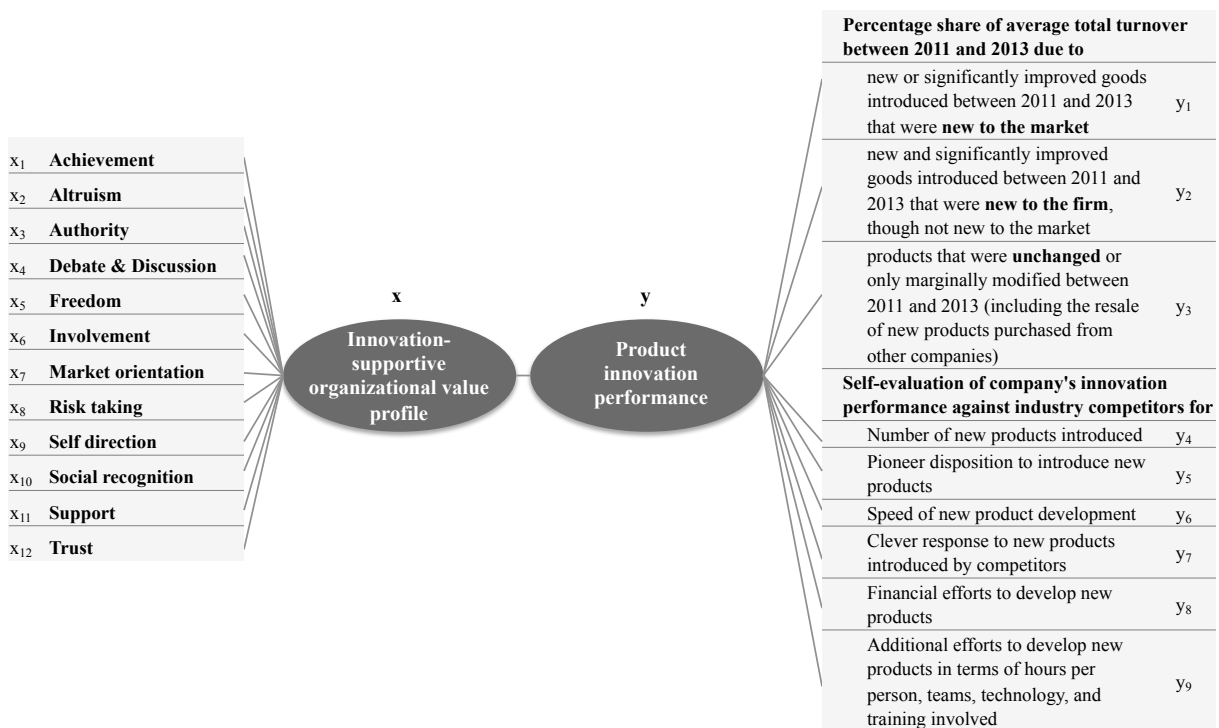 x1 Achievement
x2 Altruism
x3 Authority
x4 Debate & Discussion
x5 Freedom
x6 Involvement
x7 Market orientation
x8 Risk taking
x9 Self direction
x10 Social recognition
x11 Support
x12 Trust
x
Innovation-
supportive
organizational value
profile
y
Product
innovation
performance
Percentage share of average total turnover
between 2011 and 2013 due to
new or significantly improved goods
introduced between 2011 and 2013
that were new to the market
y1
new and significantly improved
goods introduced between 2011 and
2013 that were new to the firm,
though not new to the market
y2
products that were unchanged or
only marginally modified between
2011 and 2013 (including the resale
of new products purchased from
other companies)
y3
Self-evaluation of company's innovation
performance against industry competitors for
Number of new products introduced y4
Pioneer disposition to introduce new
products
y5
Speed of new product development y6
Clever response to new products
introduced by competitors
y7
Financial efforts to develop new
products
y8
Additional efforts to develop new
products in terms of hours per
person, teams, technology, and
training involved
y9